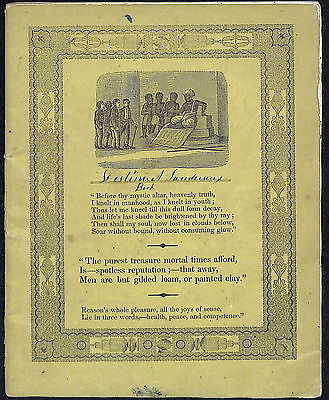 Book
"Before thy mystic altar, heavenly truth,
I knelt in manhood, as I knelt in youth;
Thus let me kneel till this dull form decay,
And life's last shade be brightened by thy ray;
Then shall my soul, now lost in clouds below,
Soar without bound, without consuming glow."
"The purest treasure mortal times afford,
Is—spotless reputation;—that away,
Men are but gilded loam, or painted clay."
Reason's whole pleasure, all the joys of sense,
Lie in three words,—health, peace, and competence."